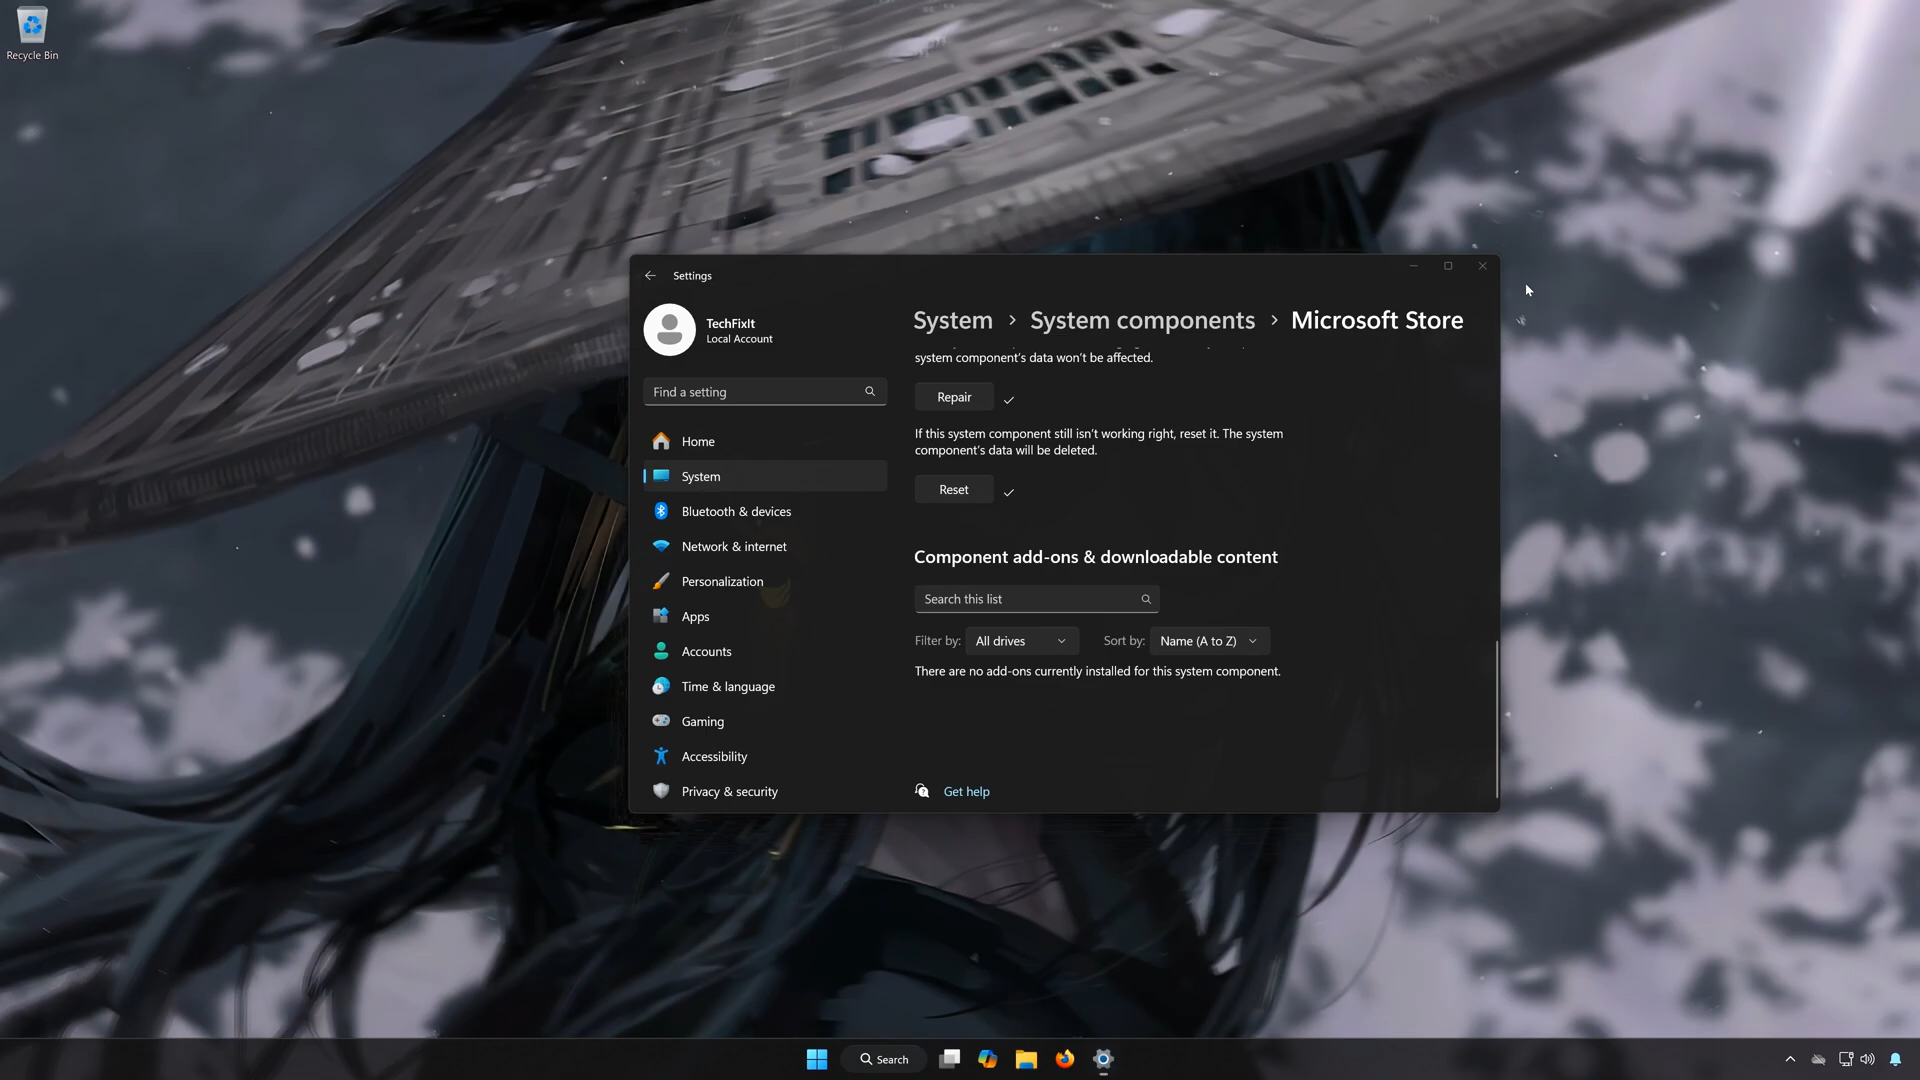 Recycle Bin
Settings
TechFixIt
Local Account
Find a setting
Home
System
Bluetooth & devices
Network & internet
Personalization
Apps
Accounts
Time & language
Gaming
Accessibility
Privacy & security
System > System components > Microsoft Store
system component's data won't be affected.
Repair
If this system component still isn't working right, reset it. The system
component's data will be deleted.
Reset
Component add-ons & downloadable content
Search this list
Filter by: All drives Sort by: Name (A to Z)
There are no add-ons currently installed for this system component.
Get help
Search